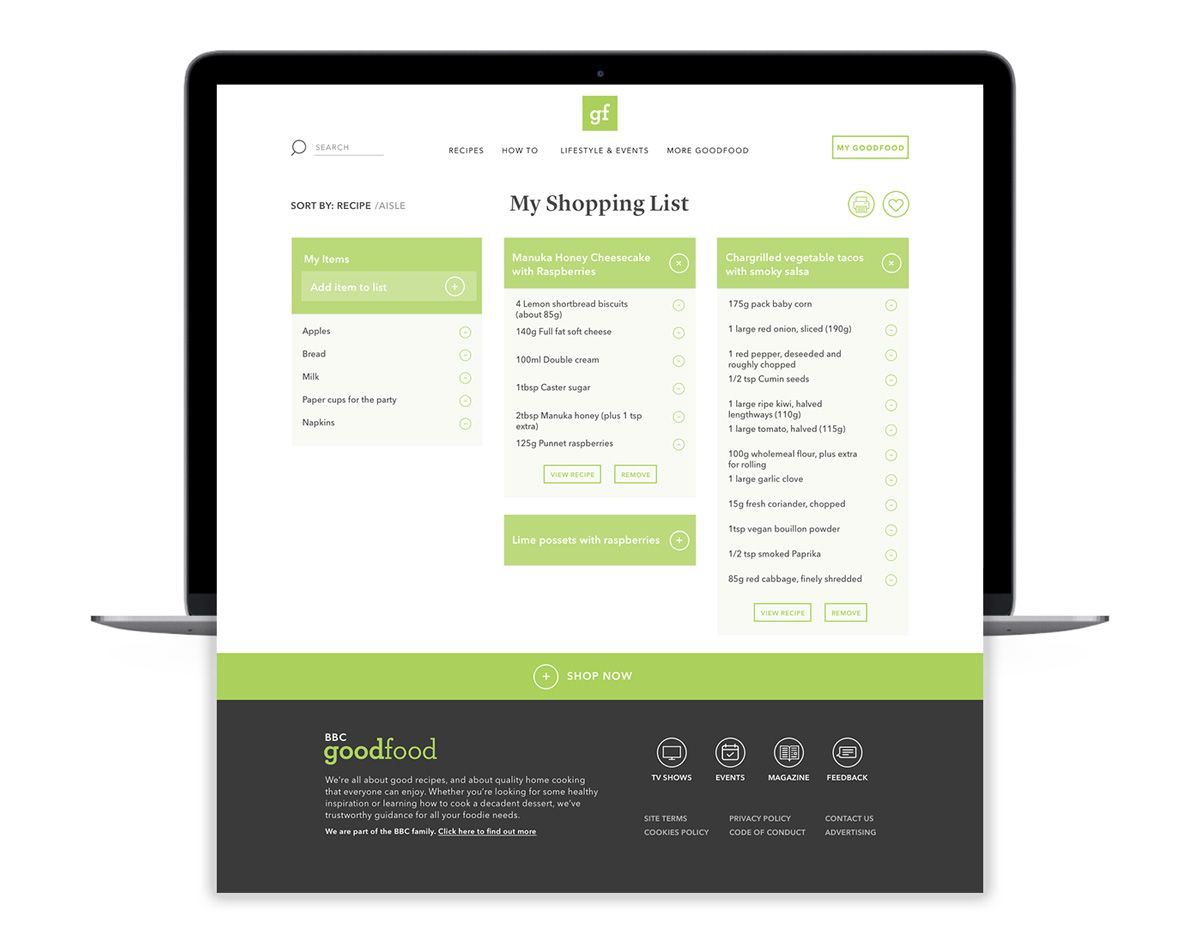 gf
SEARCH
RECIPES
HOW TO
LIFESTYLE & EVENTS
MORE GOODFOOD
MY GOODFOOD
SORT BY: RECIPE /AISLE
My Shopping List
My Items
Add item to list
Apples
Bread
Milk
Paper cups for the party
Napkins
Manuka Honey Cheesecake
with Raspberries
4 Lemon shortbread biscuits
(about 85g)
140g Full fat soft cheese
100ml Double cream
1tbsp Caster sugar
2tbsp Manuka honey (plus 1 tsp
extra)
125g Punnet raspberries
VIEW RECIPE
REMOVE
Lime possets with raspberries
Chargrilled vegetable tacos
with smoky salsa
175g pack baby corn
1 large red onion, sliced (190g)
1 red pepper, deseeded and
roughly chopped
1/2 tsp Cumin seeds
1 large ripe kiwi, halved
lengthways (110g)
1 large tomato, halved (115g)
100g wholemeal flour, plus extra
for rolling
1 large garlic clove
15g fresh coriander, chopped
1tsp vegan bouillon powder
1/2 tsp smoked Paprika
85g red cabbage, finely shredded
VIEW RECIPE
REMOVE
SHOP NOW
BBC
goodfood
We're all about good recipes, and about quality home cooking
that everyone can enjoy. Whether you're looking for some healthy
inspiration or learning how to cook a decadent dessert, we've
trustworthy guidance for all your foodie needs.
We are part of the BBC family. Click here to find out more
TV SHOWS
EVENTS
MAGAZINE
FEEDBACK
SITE TERMS
PRIVACY POLICY
CONTACT US
COOKIES POLICY
CODE OF CONDUCT
ADVERTISING